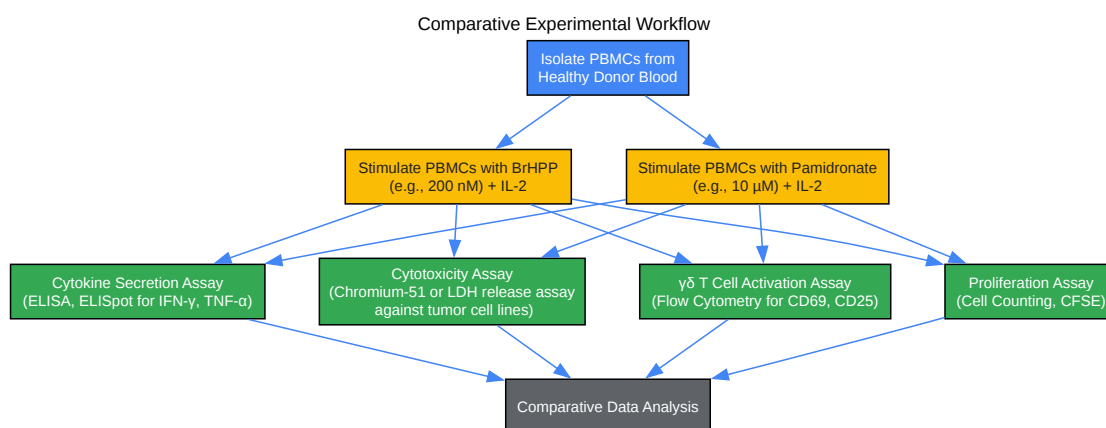 Comparative Experimental Workflow
Isolate PBMCs from
Healthy Donor Blood
Stimulate PBMCs with BrHPP
(e.g., 200 nM) + IL-2
Stimulate PBMCs with Pamidronate
(e.g., 10 µM) + IL-2
Cytokine Secretion Assay
(ELISA, ELISpot for IFN-γ, TNF-α)
Cytotoxicity Assay
(Chromium-51 or LDH release assay
against tumor cell lines)
γδ T Cell Activation Assay
(Flow Cytometry for CD69, CD25)
Proliferation Assay
(Cell Counting, CFSE)
Comparative Data Analysis